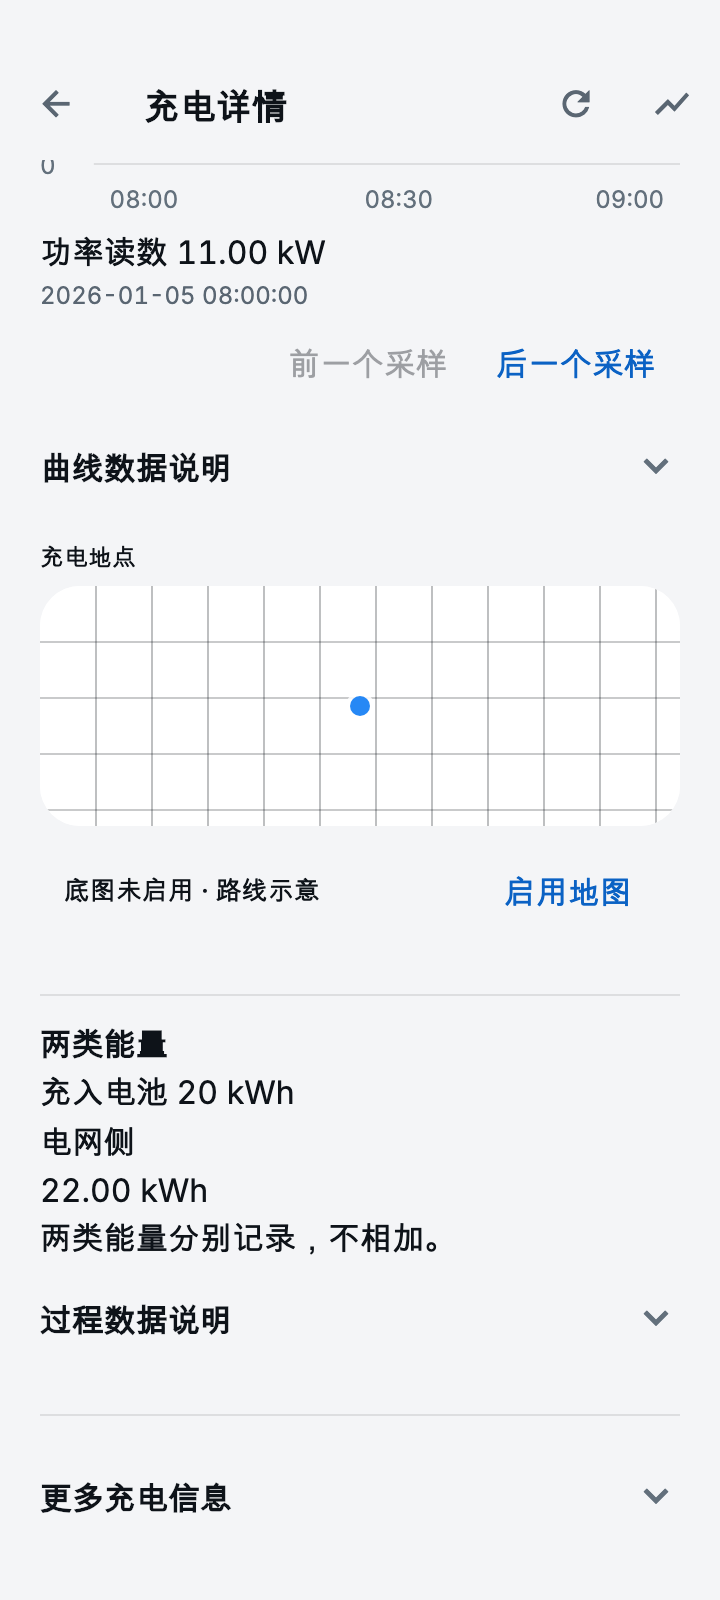 充电详情
0
08:00 08:30 09:00
功率读数 11.00 kW
2026-01-05 08:00:00
前一个采样 后一个采样
曲线数据说明
充电地点
底图未启用 · 路线示意 启用地图
两类能量
充入电池 20 kWh
电网侧
22.00 kWh
两类能量分别记录，不相加。
过程数据说明
更多充电信息